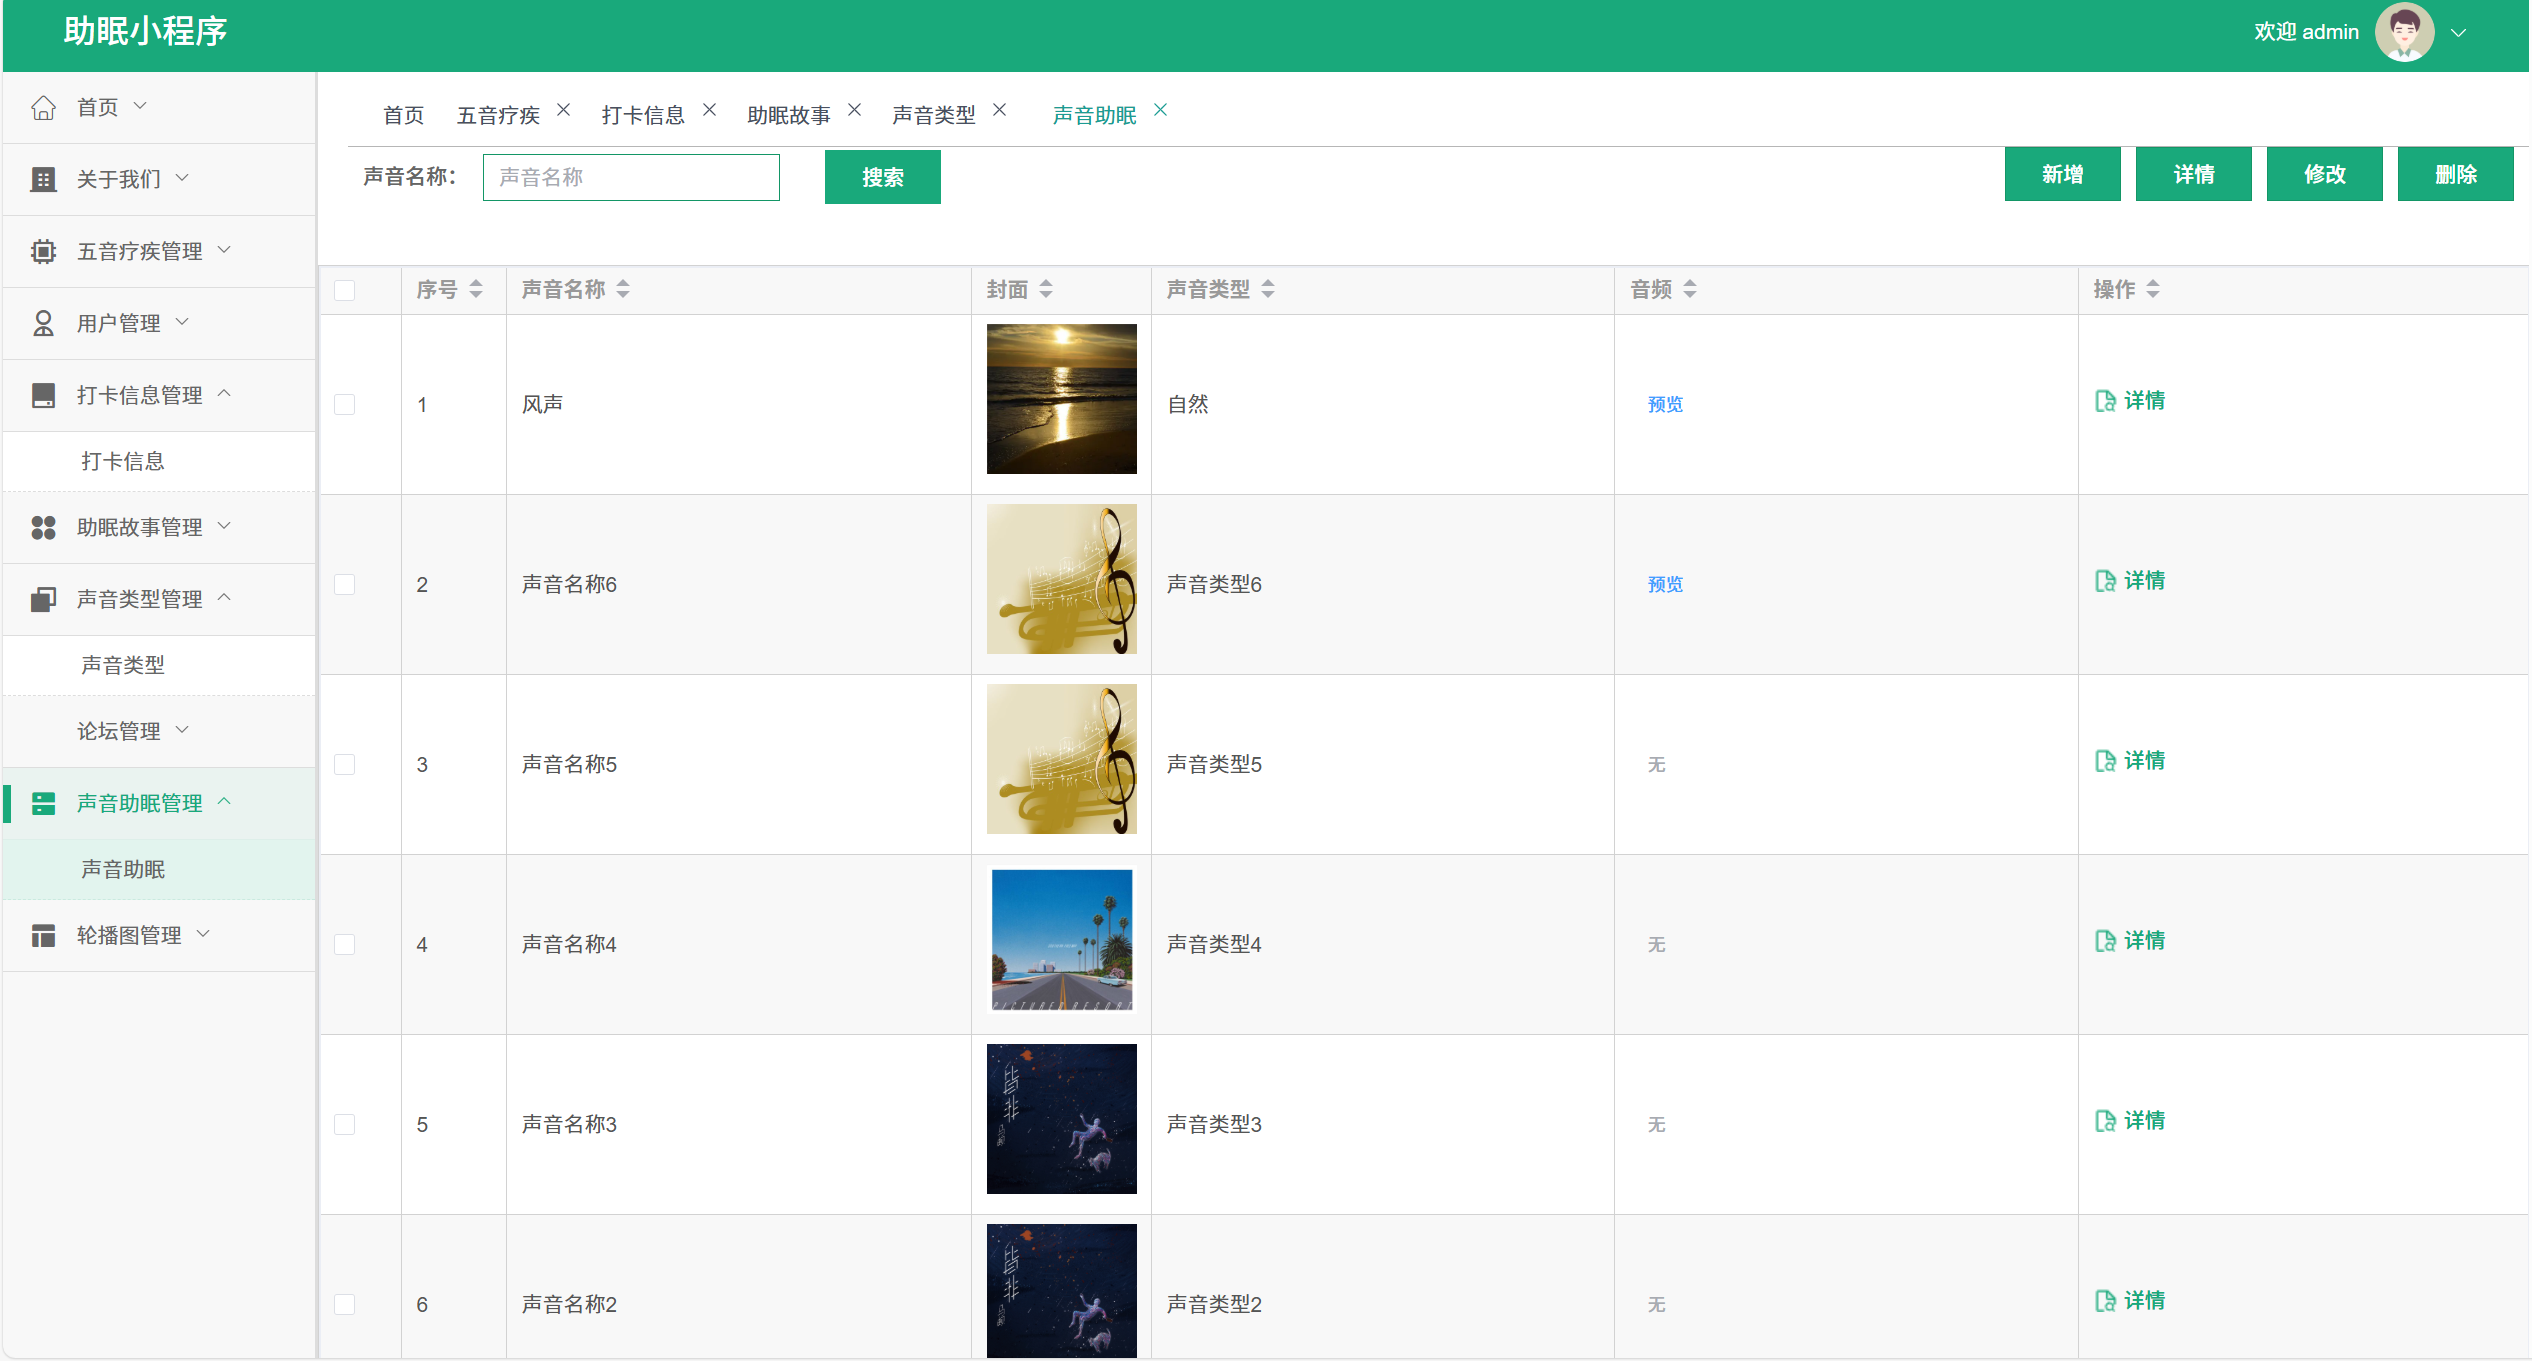 助眠小程序
欢迎 admin
首页
关于我们
五音疗疾管理
用户管理
打卡信息管理
打卡信息
助眠故事管理
声音类型管理
声音类型
论坛管理
声音助眠管理
声音助眠
轮播图管理
首页 五音疗疾 打卡信息 助眠故事 声音类型 声音助眠
声音名称： 声音名称 搜索 新增 详情 修改 删除
序号 声音名称 封面 声音类型 音频 操作
1 风声 自然 预览 详情
2 声音名称6 声音类型6 预览 详情
3 声音名称5 声音类型5 无 详情
4 声音名称4 声音类型4 无 详情
5 声音名称3 声音类型3 无 详情
6 声音名称2 声音类型2 无 详情